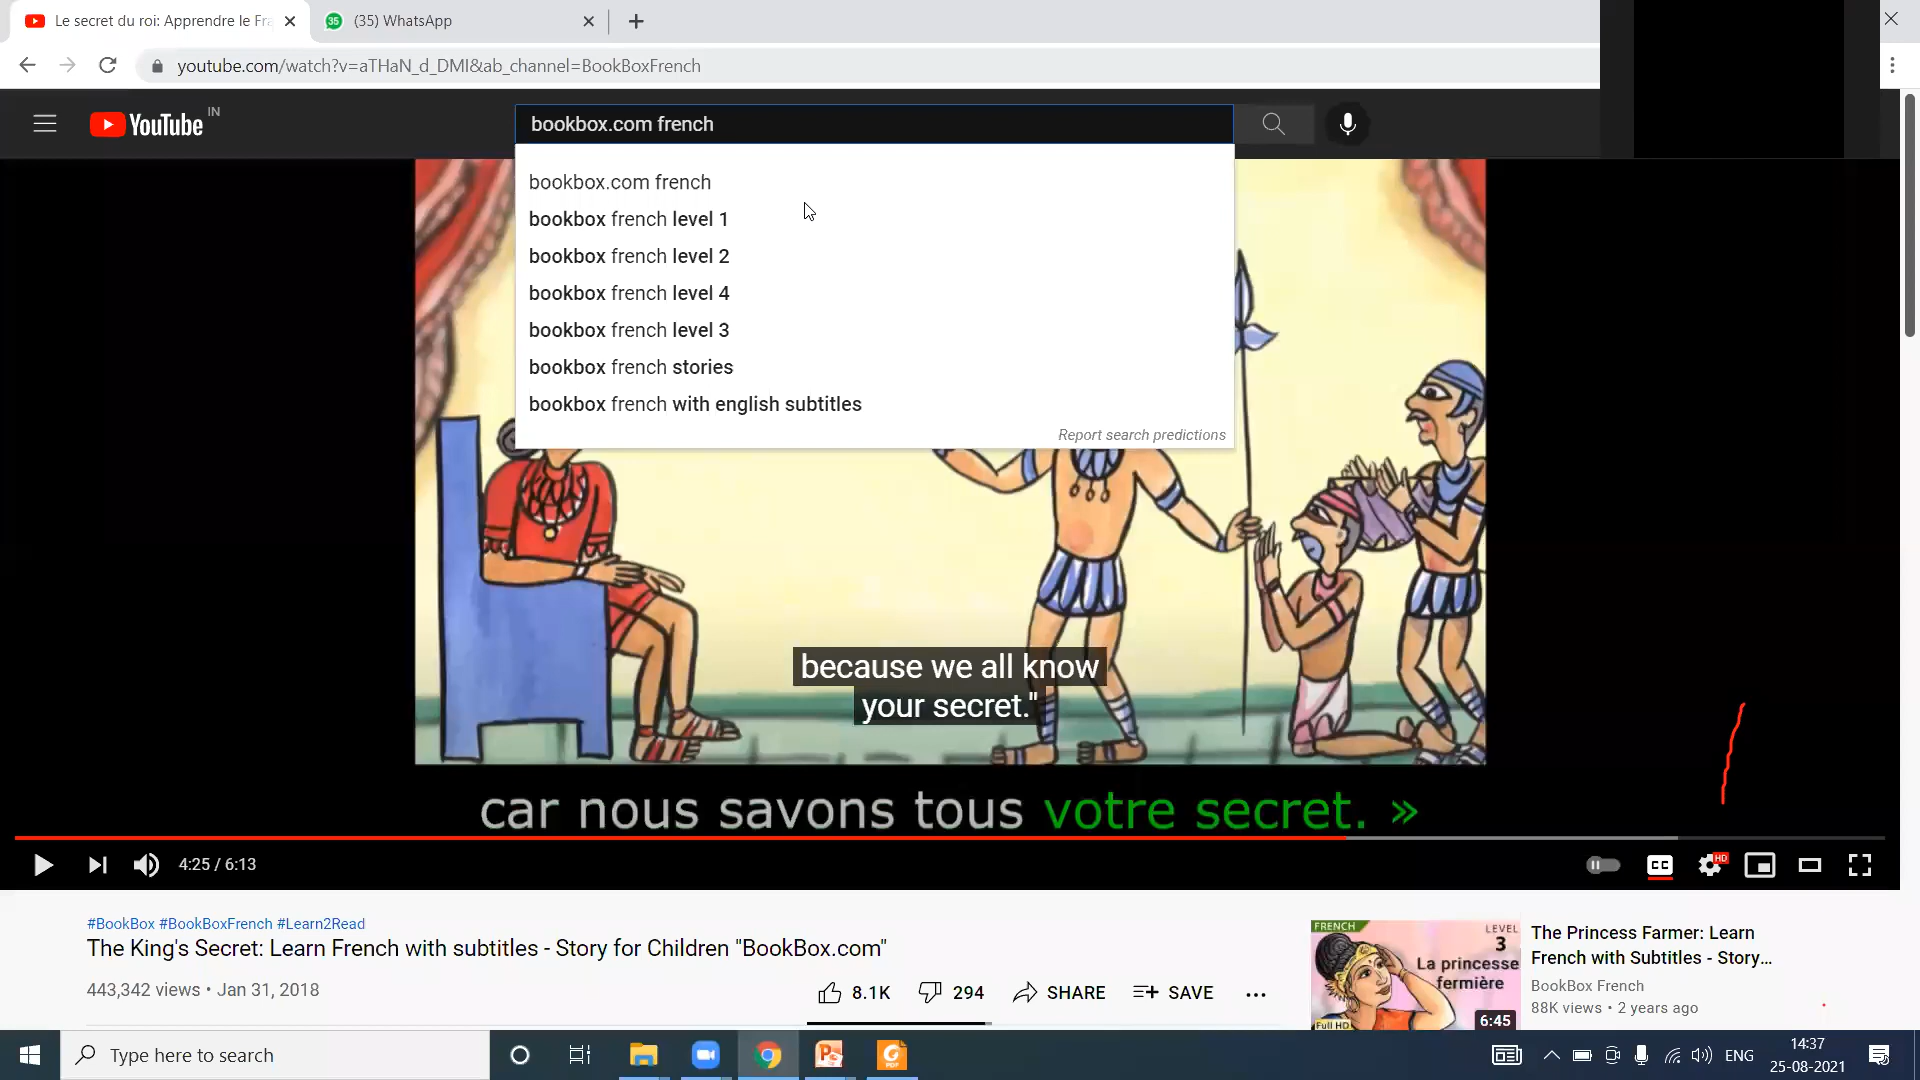 Le secret du roi: Apprendre le Fra
35
(35) WhatsApp
youtube.com/watch?v=aTHaN_d_DMI&ab_channel=BookBoxFrench
YouTube IN
bookbox.com french
bookbox.com french
bookbox french level 1
bookbox french level 2
bookbox french level 4
bookbox french level 3
bookbox french stories
bookbox french with english subtitles
Report search predictions
because we all know
your secret."
car nous savons tous votre secret. »
4:25 / 6:13
CC
HD
#BookBox #BookBoxFrench #Learn2Read
The King's Secret: Learn French with subtitles - Story for Children "BookBox.com"
443,342 views • Jan 31, 2018
8.1K
294
SHARE
SAVE
FRENCH
LEVEL
3
La princesse
fermière
Full HD
6:45
The Princess Farmer: Learn
French with Subtitles - Story...
BookBox French
88K views • 2 years ago
Type here to search
ENG
14:37
25-08-2021